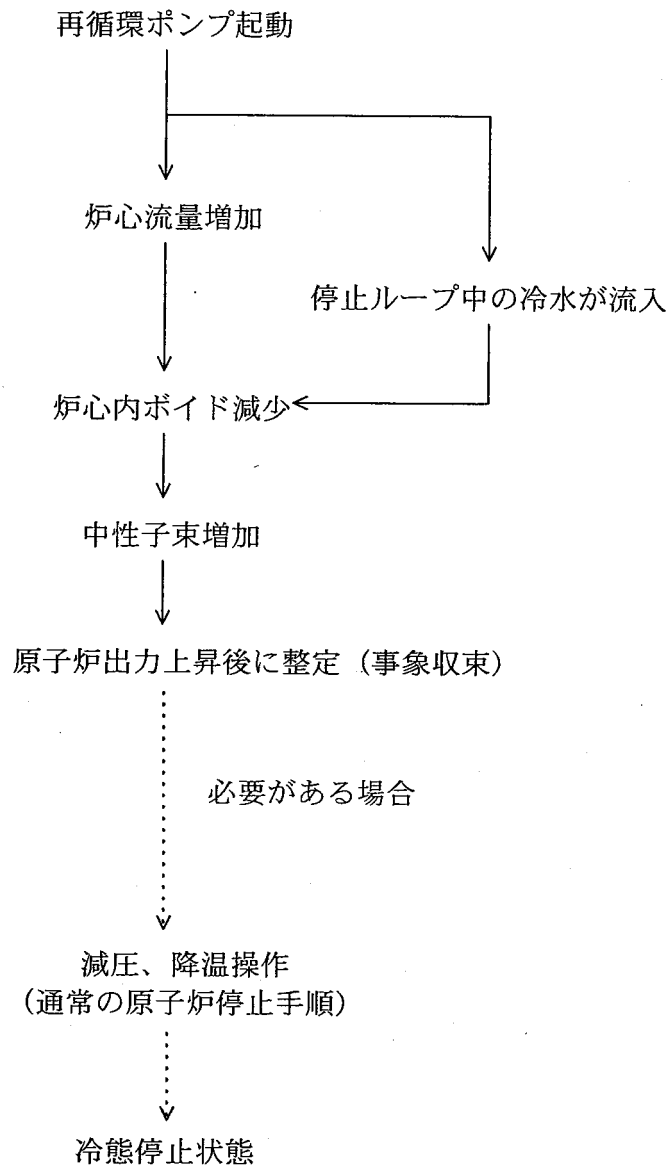 再循環ポンプ起動
炉心流量増加
停止ループ中の冷水が流入
炉心内ボイド減少
中性子束増加
原子炉出力上昇後に整定（事象収束）
必要がある場合
減圧、降温操作
（通常の原子炉停止手順）
冷態停止状態